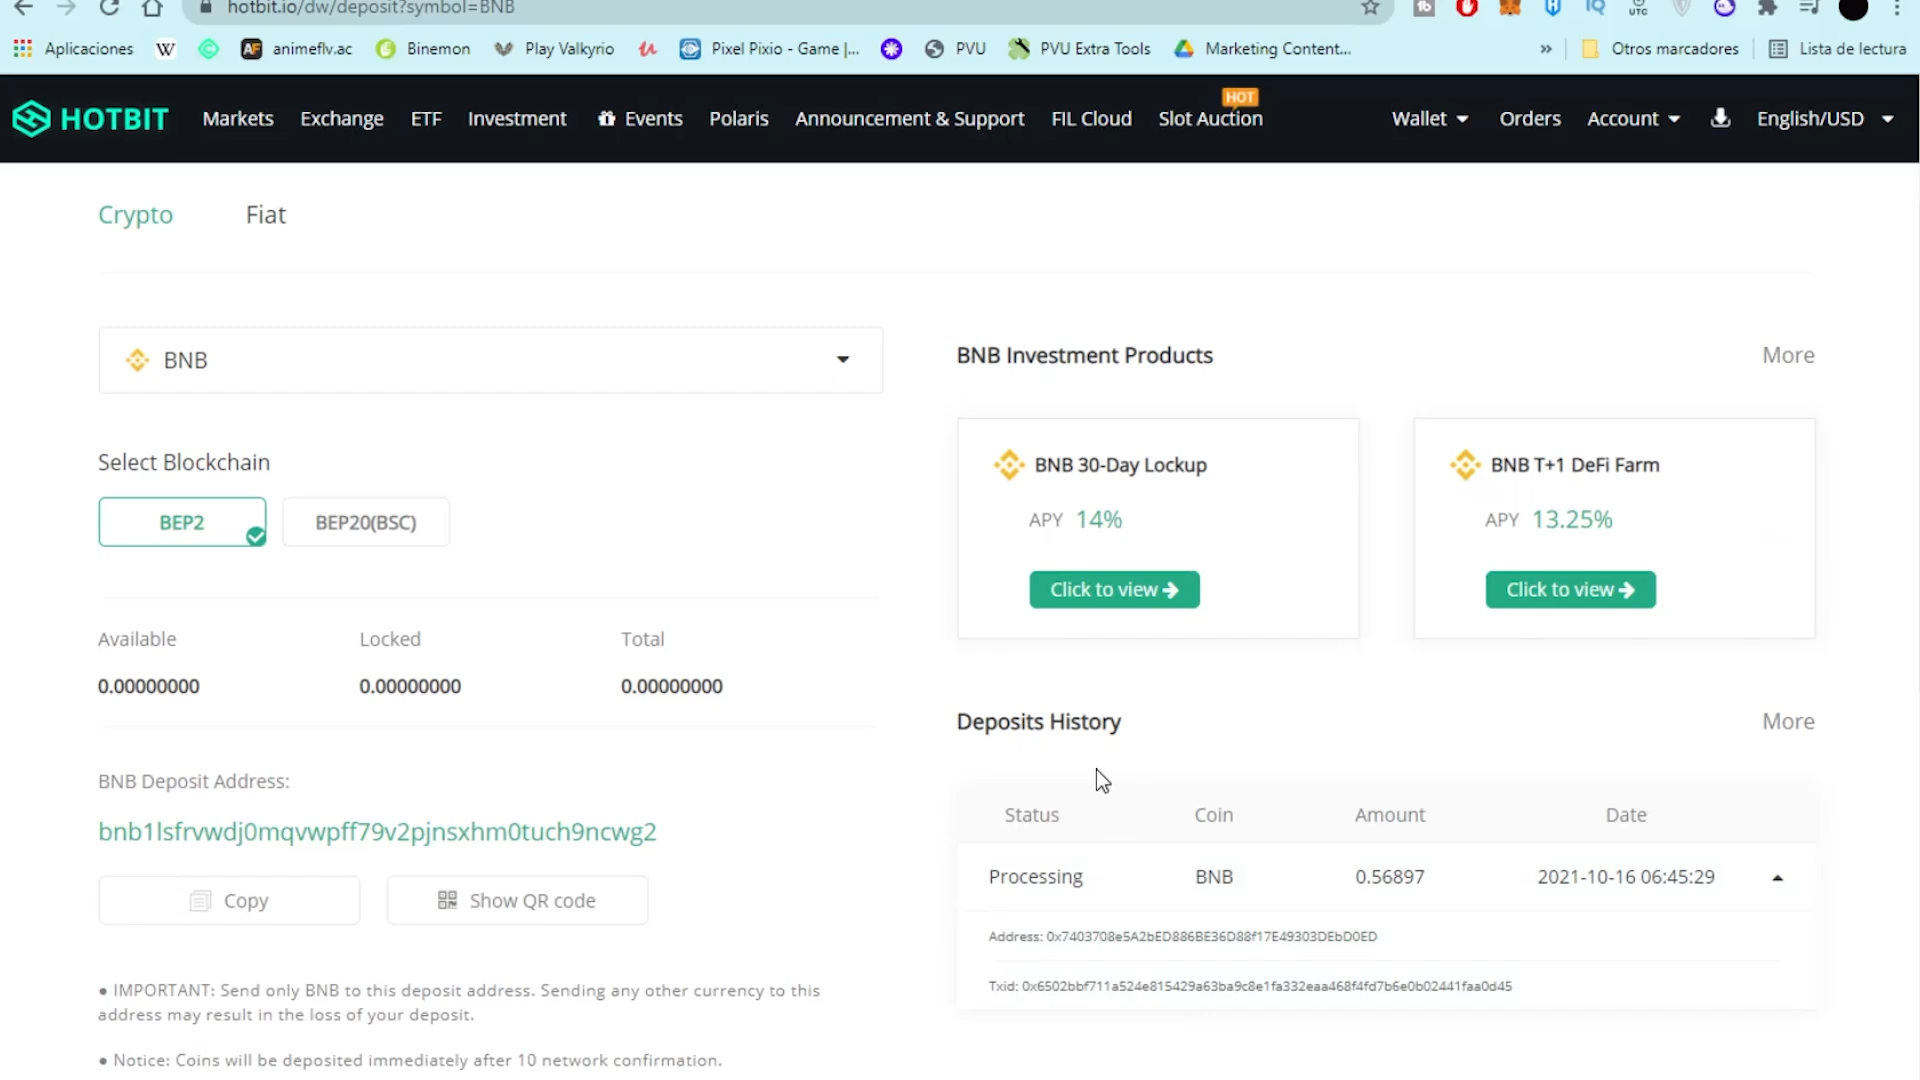 hotbit.io/dw/deposit?symbol=BNB
Aplicaciones W AF animeflv.ac Binemon Play Valkyrio Pixel Pixio - Game |... PVU PVU Extra Tools Marketing Content... » Otros marcadores Lista de lectura
HOTBIT Markets Exchange ETF Investment Events Polaris Announcement & Support FIL Cloud Slot Auction HOT Wallet Orders Account English/USD
Crypto Fiat
BNB
Select Blockchain
BEP2 BEP20(BSC)
Available Locked Total
0.00000000 0.00000000 0.00000000
BNB Deposit Address:
bnb1lsfrvwdj0mqvwpff79v2pjnsxhm0tuch9ncwg2
Copy Show QR code
● IMPORTANT: Send only BNB to this deposit address. Sending any other currency to this
address may result in the loss of your deposit.
● Notice: Coins will be deposited immediately after 10 network confirmation.
BNB Investment Products More
BNB 30-Day Lockup
APY 14%
Click to view
BNB T+1 DeFi Farm
APY 13.25%
Click to view
Deposits History More
Status Coin Amount Date
Processing BNB 0.56897 2021-10-16 06:45:29
Address: 0x7403708e5A2bED886BE36D88f17E49303DEbD0ED
Txid: 0x6502bbf711a524e815429a63ba9c8e1fa332eaa468f4fd7b6e0b02441faa0d45